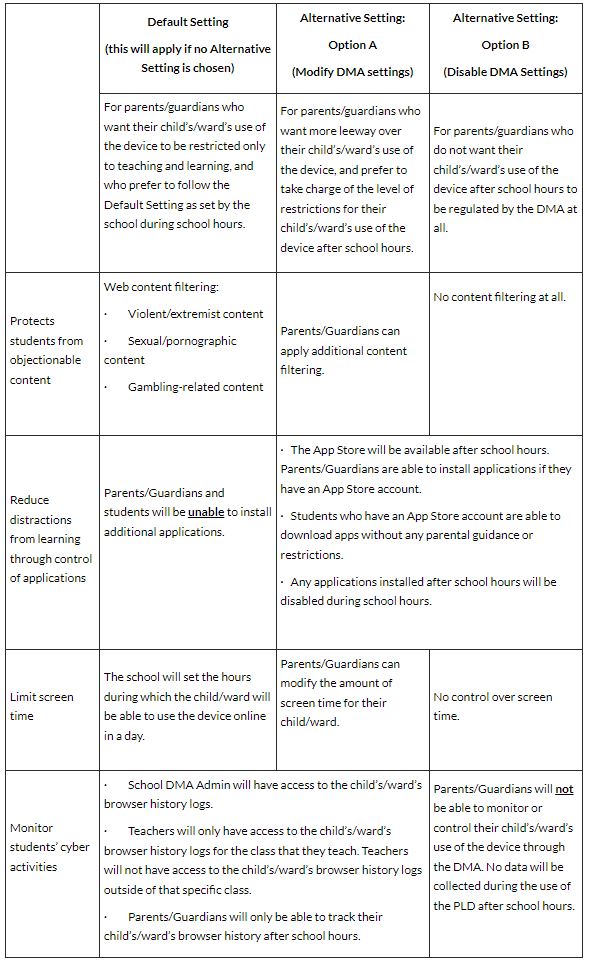 Default Setting
(this will apply if no Alternative
Setting is chosen)
Alternative Setting:
Option A
(Modify DMA settings)
Alternative Setting:
Option B
(Disable DMA Settings)
For parents/guardians who
want their child's/ward's use of
the device to be restricted only
to teaching and learning, and
who prefer to follow the
Default Setting as set by the
school during school hours.
For parents/guardians who
want more leeway over
their child's/ward's use of
the device, and prefer to
take charge of the level of
restrictions for their
child's/ward's use of the
device after school hours.
For parents/guardians who
do not want their
child's/ward's use of the
device after school hours to
be regulated by the DMA at
all.
Protects
students from
objectionable
content
Web content filtering:
· Violent/extremist content
· Sexual/pornographic
content
· Gambling-related content
Parents/Guardians can
apply additional content
filtering.
No content filtering at all.
Reduce
distractions
from learning
through control
of applications
Parents/Guardians and
students will be unable to install
additional applications.
· The App Store will be available after school hours.
Parents/Guardians are able to install applications if they
have an App Store account.
· Students who have an App Store account are able to
download apps without any parental guidance or
restrictions.
· Any applications installed after school hours will be
disabled during school hours.
Limit screen
time
The school will set the hours
during which the child/ward will
be able to use the device online
in a day.
Parents/Guardians can
modify the amount of
screen time for their
child/ward.
No control over screen
time.
Monitor
students' cyber
activities
· School DMA Admin will have access to the child's/ward's
browser history logs.
· Teachers will only have access to the child's/ward's
browser history logs for the class that they teach. Teachers
will not have access to the child's/ward's browser history logs
outside of that specific class.
· Parents/Guardians will only be able to track their
child's/ward's browser history after school hours.
Parents/Guardians will not
be able to monitor or
control their child's/ward's
use of the device through
the DMA. No data will be
collected during the use of
the PLD after school hours.